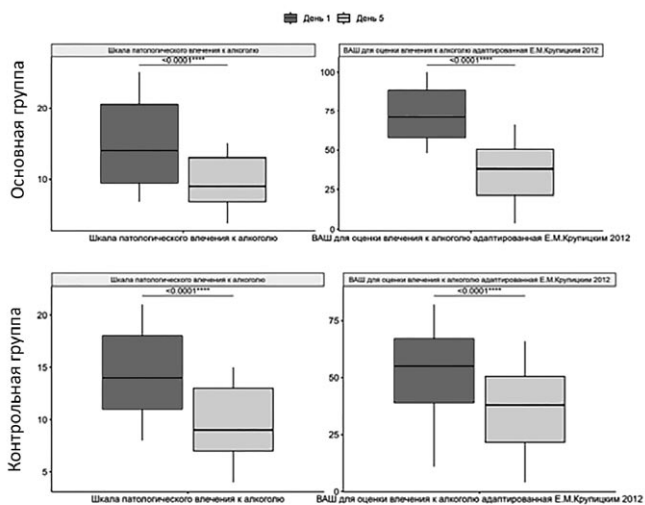 День 1 День 5
Основная группа
Шкала патологического влечения к алкоголю
<0.0001****
20
10
Шкала патологического влечения к алкоголю
ВАШ для оценки влечения к алкоголю адаптированная Е.М.Крупицким 2012
<0.0001****
100
75
50
25
0
ВАШ для оценки влечения к алкоголю адаптированная Е.М.Крупицким 2012
Контрольная группа
Шкала патологического влечения к алкоголю
<0.0001****
20
15
10
5
Шкала патологического влечения к алкоголю
ВАШ для оценки влечения к алкоголю адаптированная Е.М.Крупицким 2012
<0.0001****
75
50
25
0
ВАШ для оценки влечения к алкоголю адаптированная Е.М.Крупицким 2012